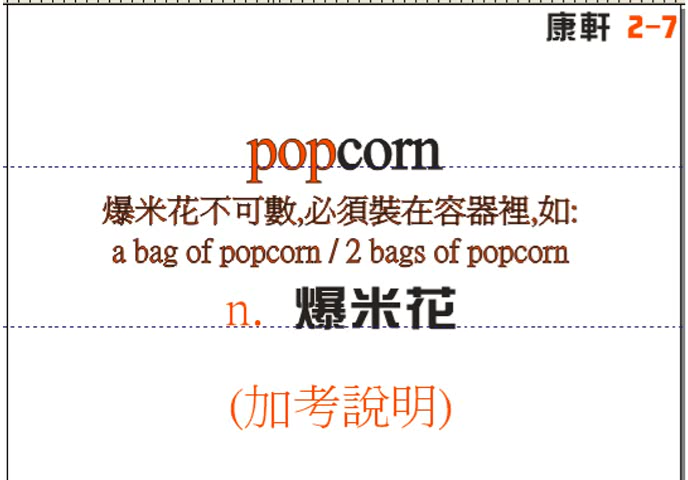 康軒 2-7
popcorn
爆米花不可數,必須裝在容器裡,如:
a bag of popcorn / 2 bags of popcorn
n. 爆米花
(加考說明)